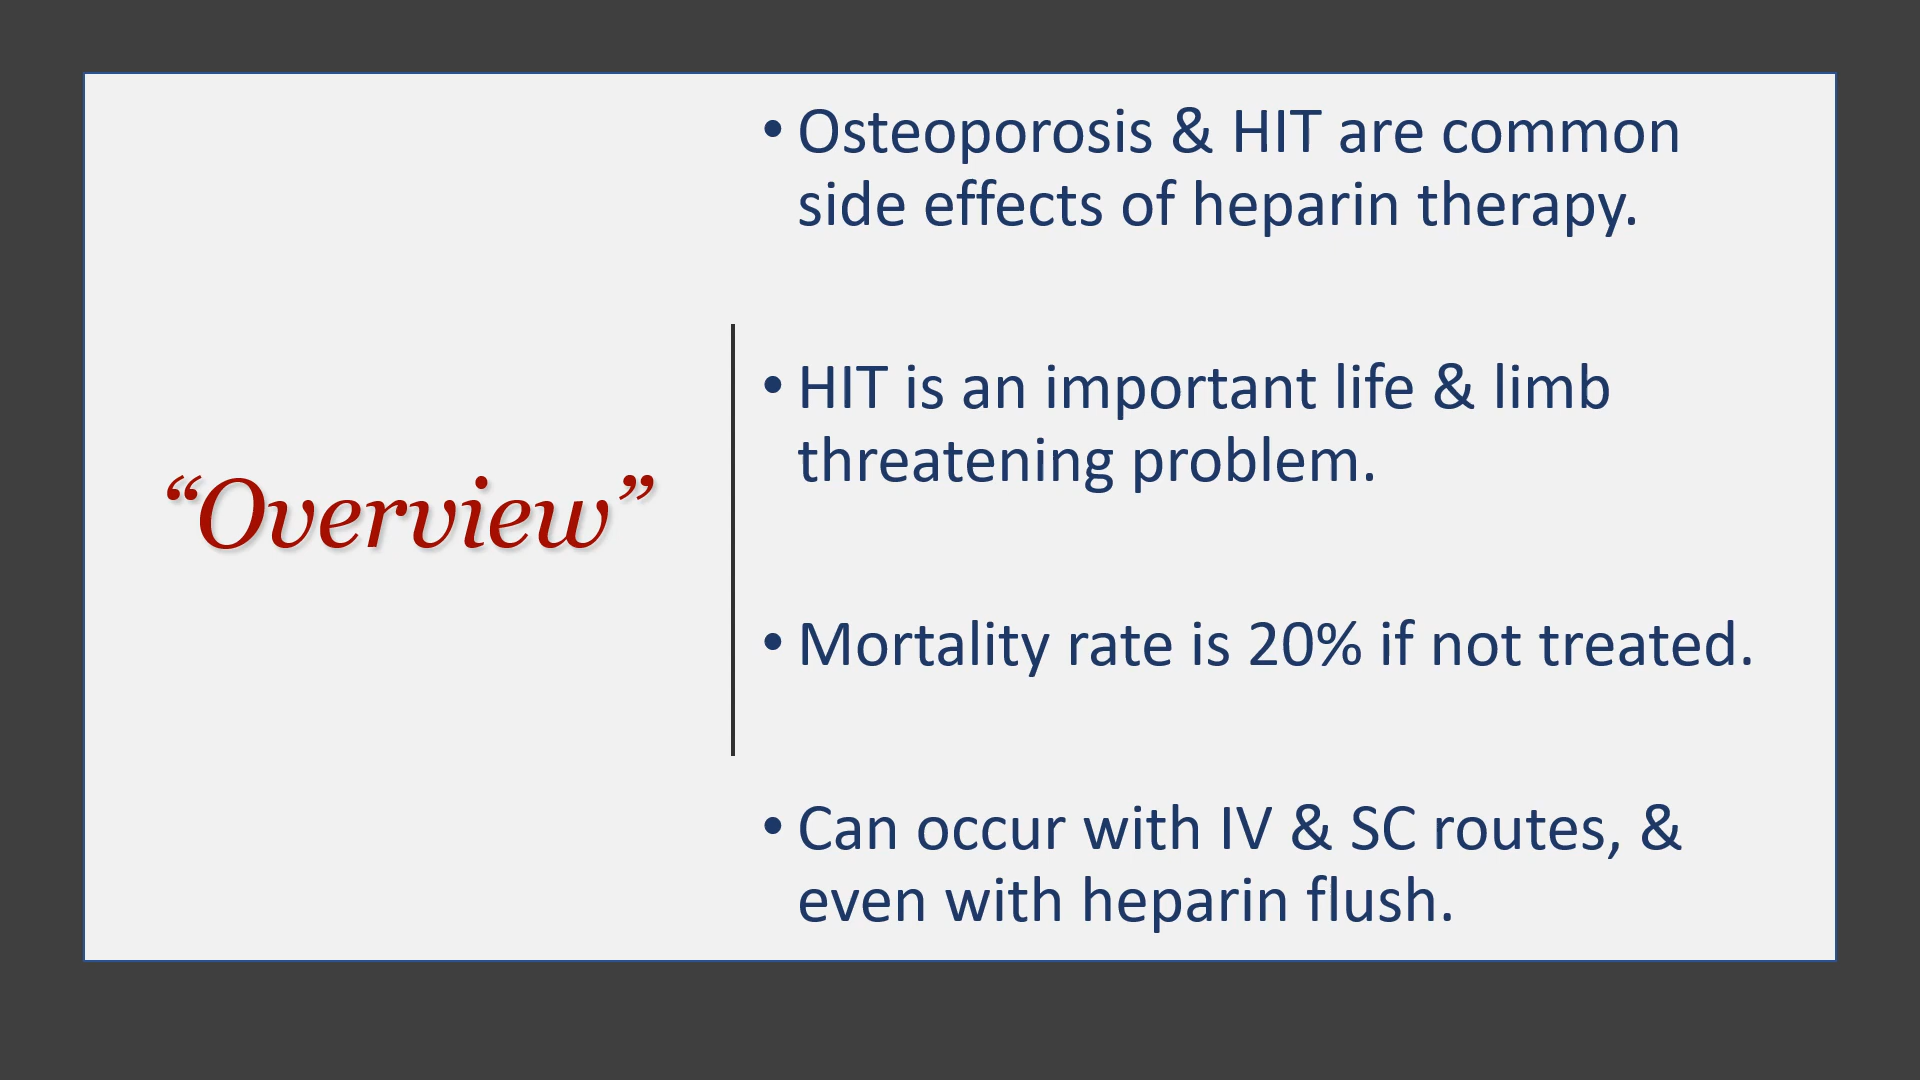 “Overview”
• Osteoporosis & HIT are common
side effects of heparin therapy.
• HIT is an important life & limb
threatening problem.
• Mortality rate is 20% if not treated.
• Can occur with IV & SC routes, &
even with heparin flush.